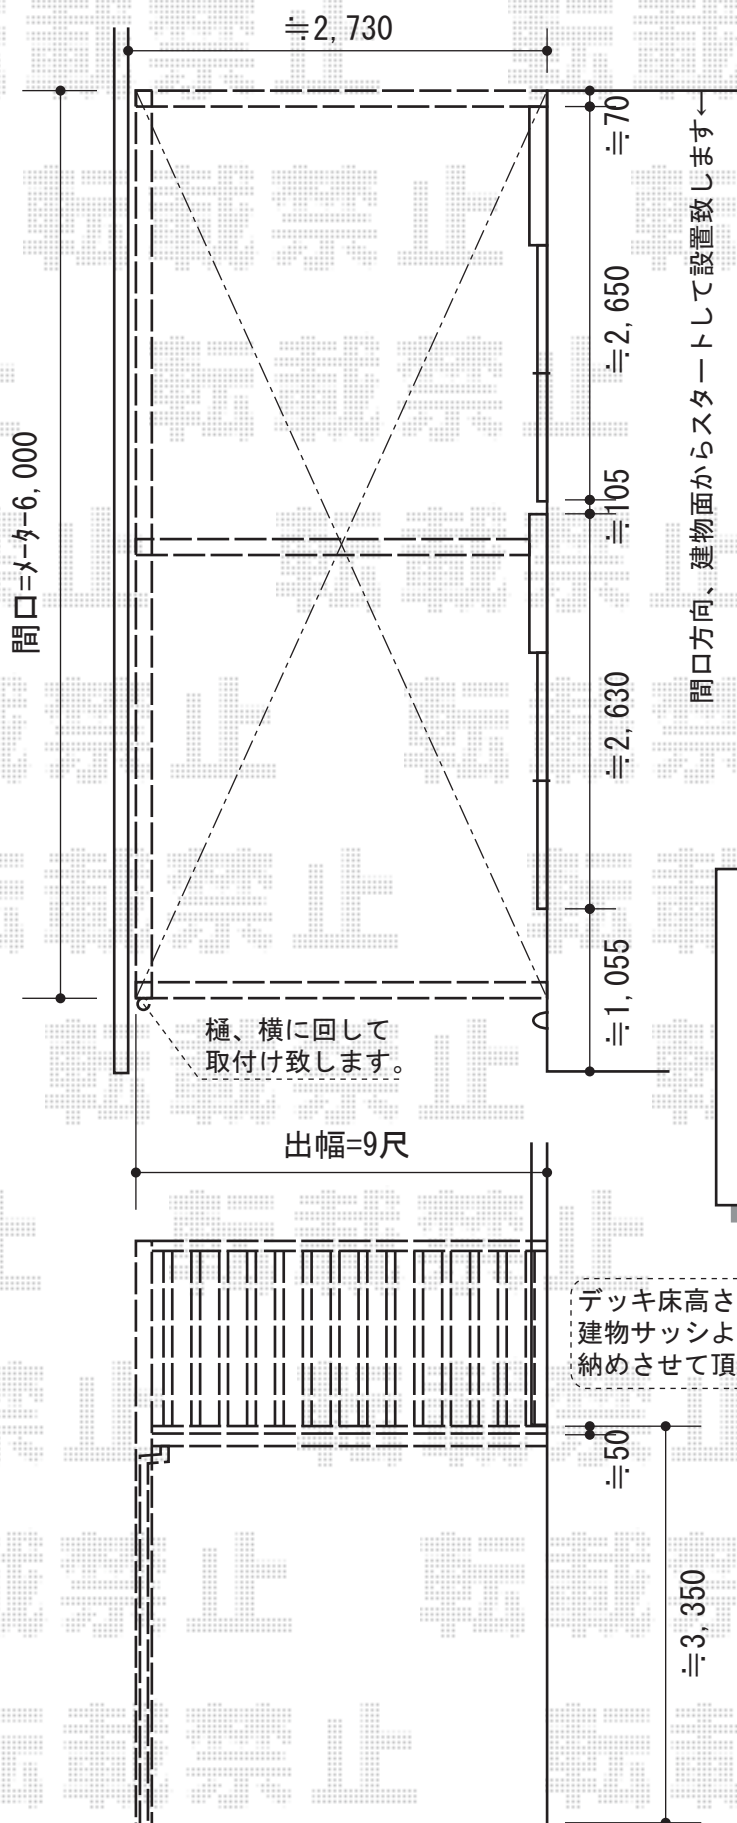 ≒2,730
≒70
間口方向、建物面からスタートして設置致します←
≒2,650
間口=メーター6,000
≒105
≒2,630
≒1,055
樋、横に回して
取付け致します。
出幅=9尺
デッキ床高さ
建物サッシよ
納めさせて頂
≒50
≒3,350
転載禁止